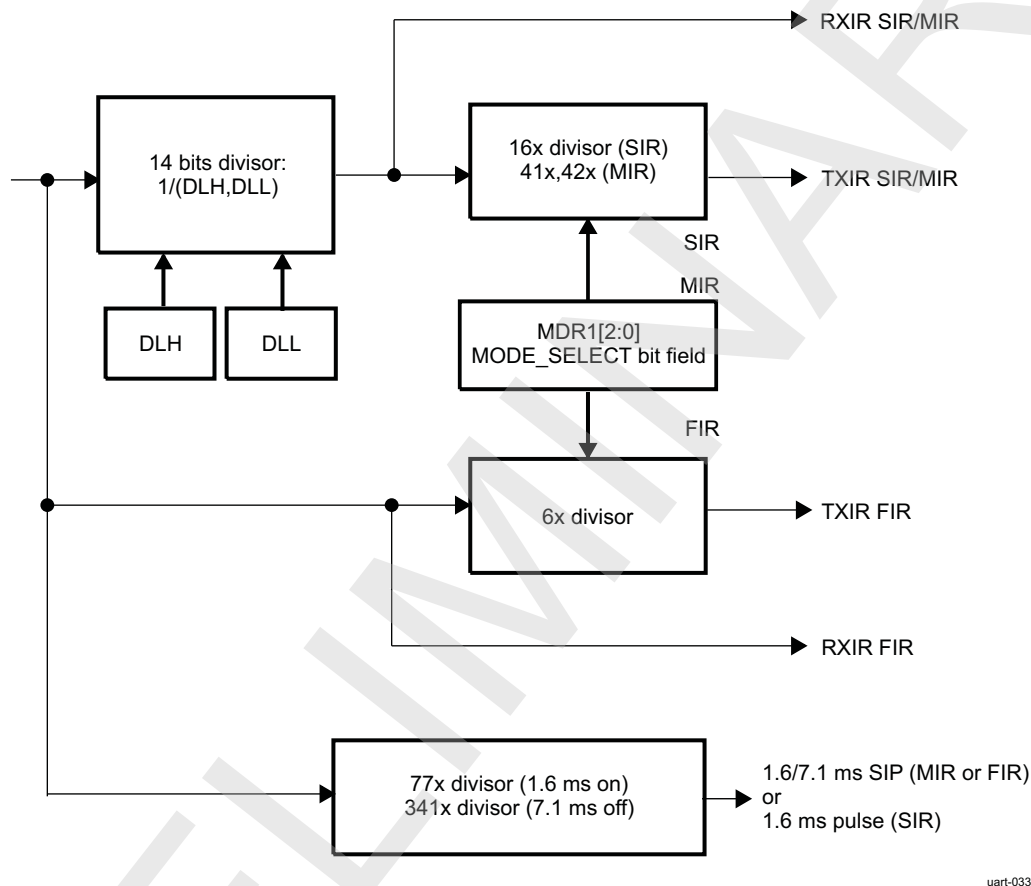 RXIR SIR/MIR
14 bits divisor:
1/(DLH,DLL)
16x divisor (SIR)
41x,42x (MIR)
TXIR SIR/MIR
SIR
MIR
DLH
DLL
MDR1[2:0]
MODE_SELECT bit field
FIR
6x divisor
TXIR FIR
RXIR FIR
77x divisor (1.6 ms on)
341x divisor (7.1 ms off)
1.6/7.1 ms SIP (MIR or FIR)
or
1.6 ms pulse (SIR)
uart-033